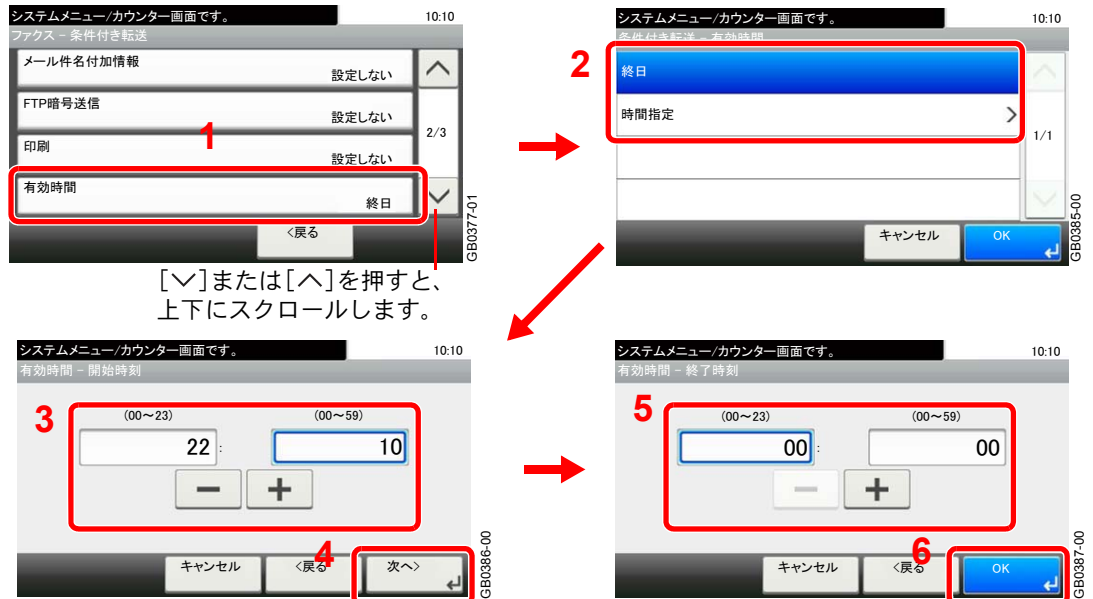 システムメニュー/カウンター画面です。 10:10
ファクス - 条件付き転送
メール件名付加情報
設定しない
FTP暗号送信
設定しない
2/3
1
印刷
設定しない
有効時間
終日
<戻る
GB0377-01
[∨]または[∧]を押すと、
上下にスクロールします。
システムメニュー/カウンター画面です。 10:10
条件付き転送 - 有効時間
2
終日
時間指定 >
1/1
キャンセル OK
GB0385-00
システムメニュー/カウンター画面です。 10:10
有効時間 - 開始時刻
3
(00~23) (00~59)
22 : 10
- +
4
キャンセル <戻る 次へ>
GB0386-00
システムメニュー/カウンター画面です。 10:10
有効時間 - 終了時刻
5
(00~23) (00~59)
00 : 00
- +
6
キャンセル <戻る OK
GB0387-00